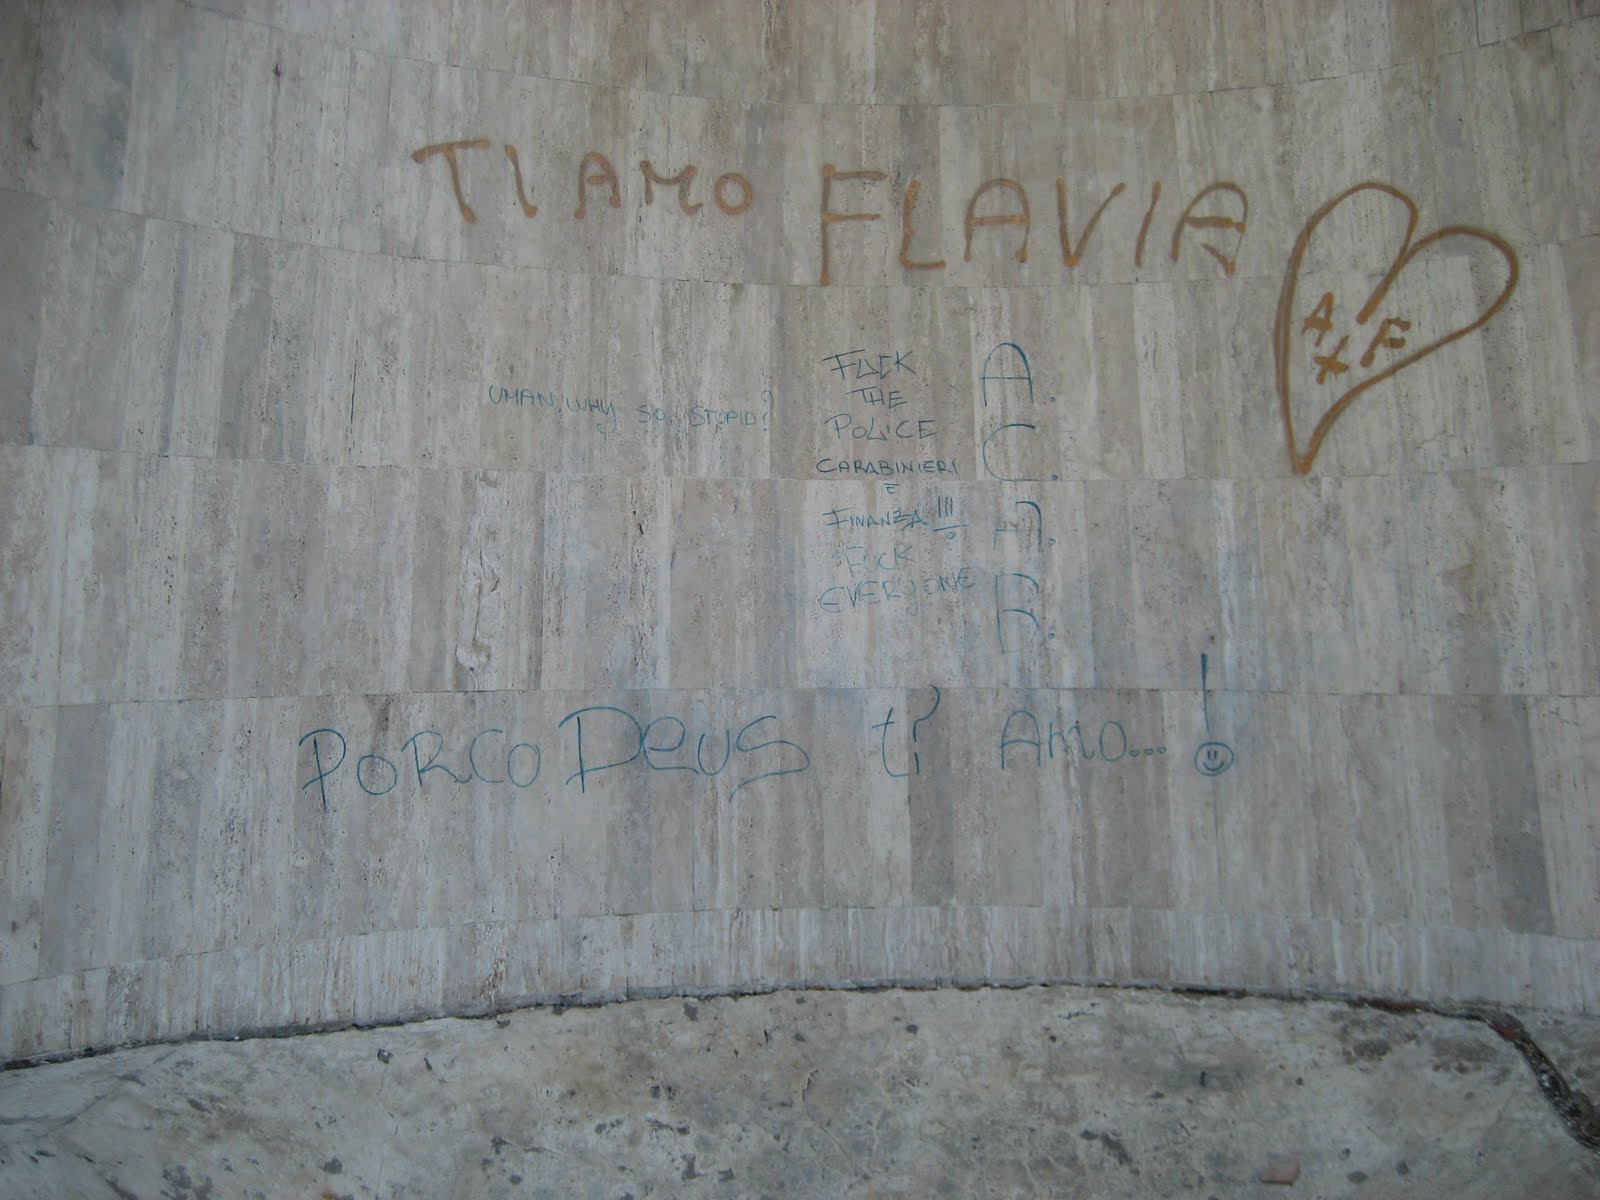 TI AMO FLAVIA
A
X F
UMAN, WHY SO STUPID?
FUCK
THE
POLICE
CARABINIERI
E
FINANZA !!!
FUCK
EVERYONE
A.
C.
A.
B.
PORCO DEUS ti AMO... !